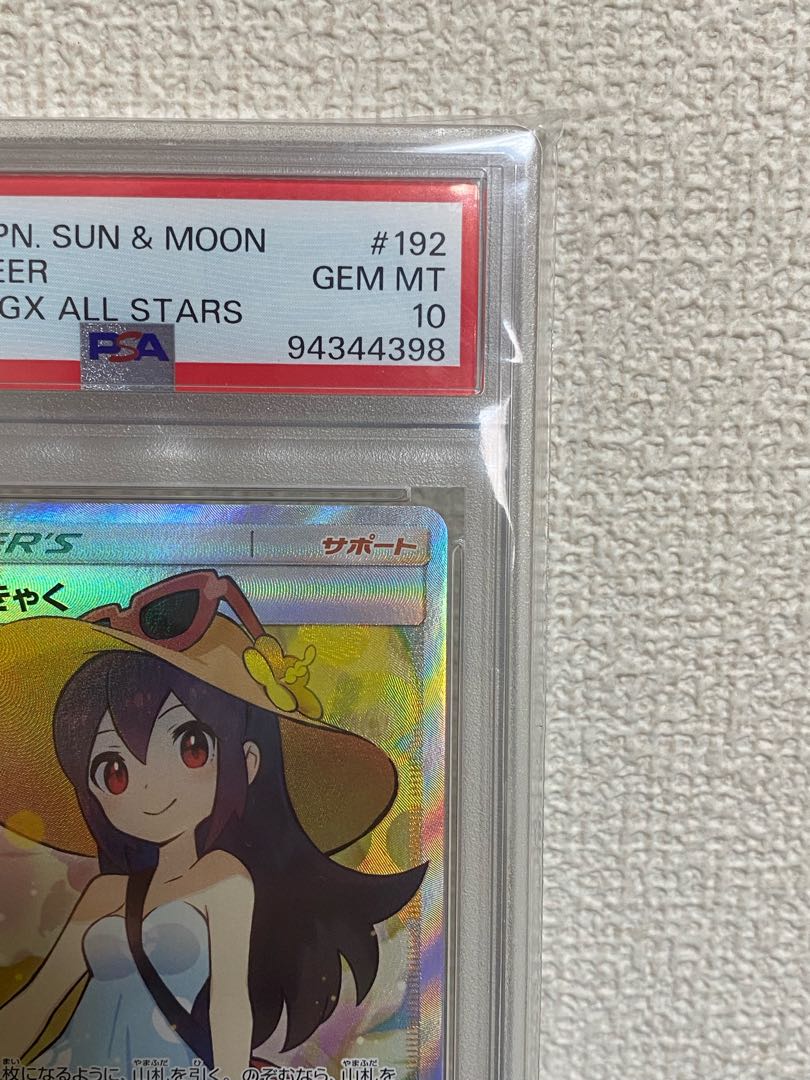 PN. SUN & MOON #192
EER GEM MT
GX ALL STARS 10
PSA 94344398
ER'S サポート
きゃく
枚になるように、山札を引く。のぞむなら、山札を